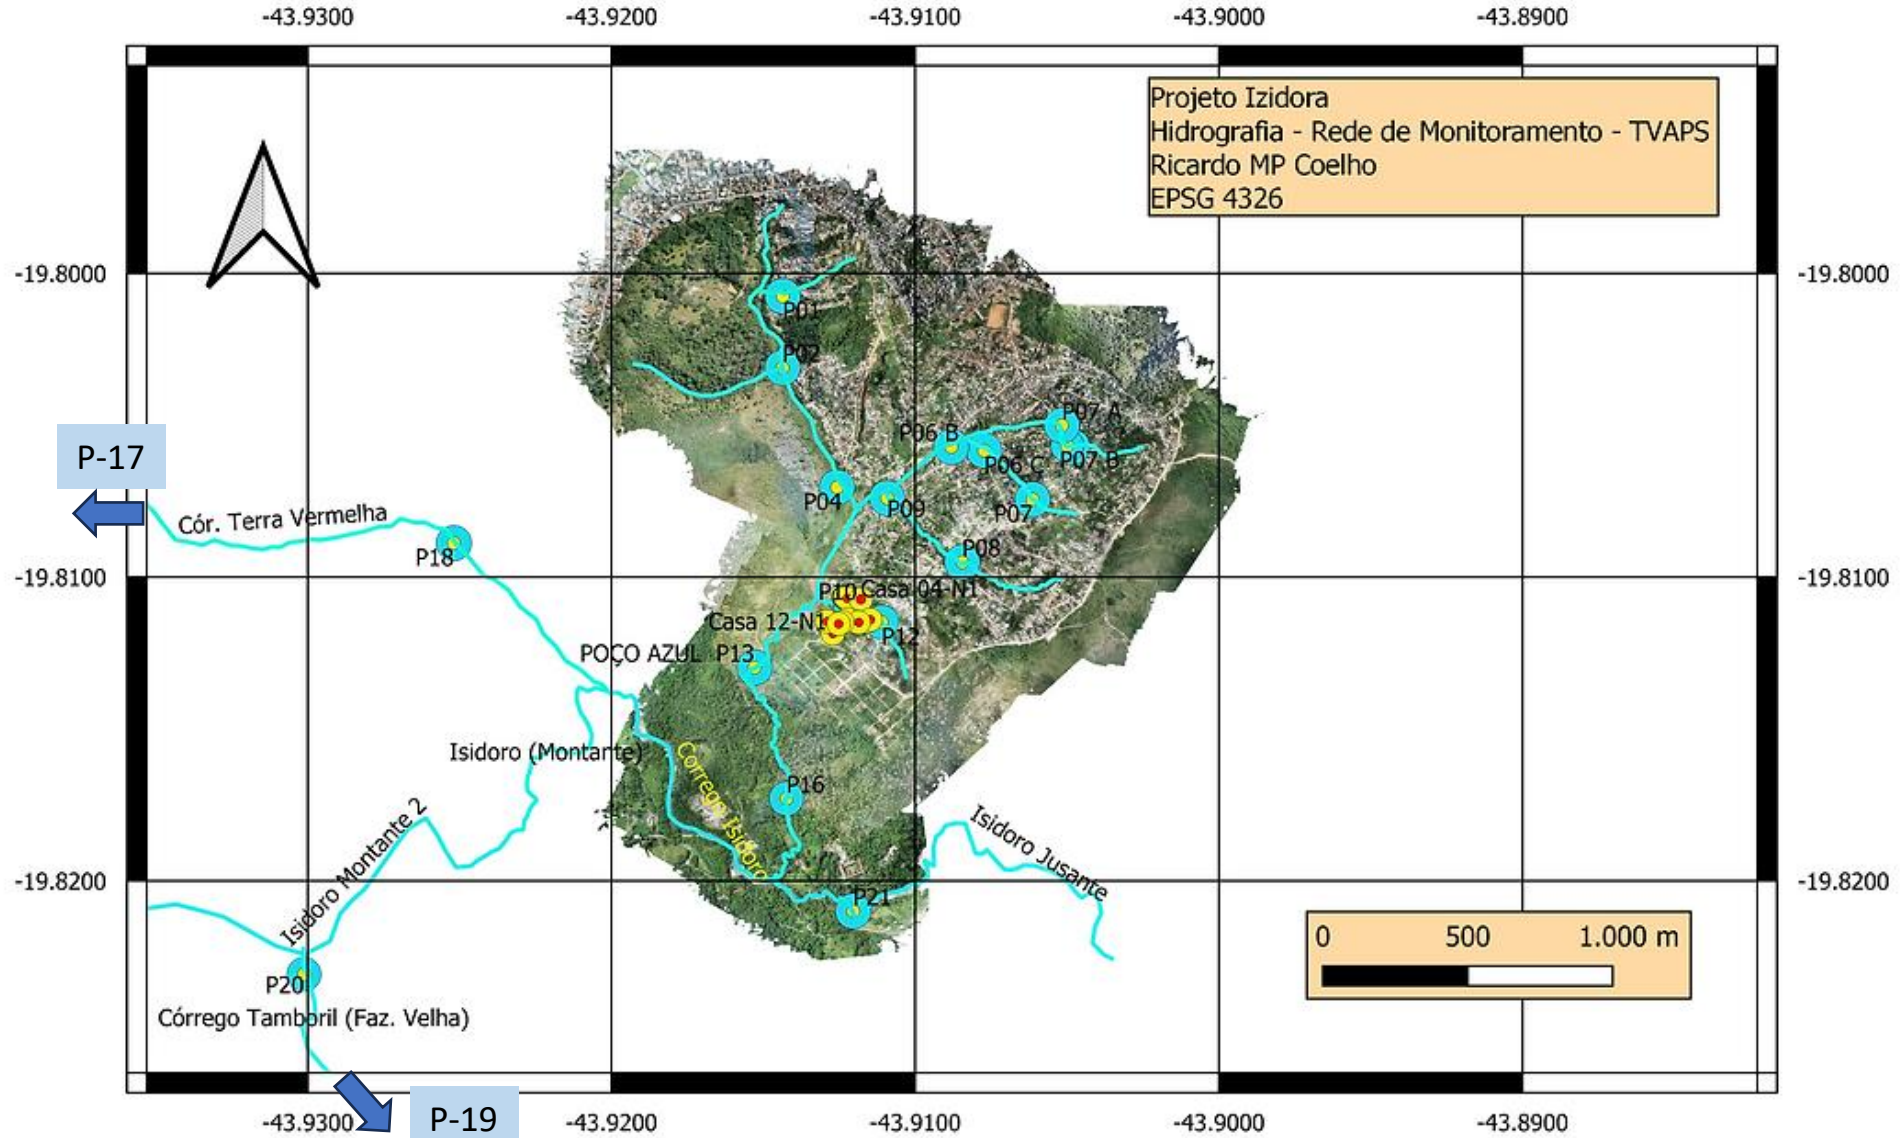 -43.9300 -43.9200 -43.9100 -43.9000 -43.8900
Projeto Izidora
Hidrografia - Rede de Monitoramento - TVAPS
Ricardo MP Coelho
EPSG 4326
-19.8000 -19.8000
P01
P02
P07 A
P06 B
P-17
P06 C P07 B
P04 P09 P07
Cór. Terra Vermelha
P18
P08
-19.8100 -19.8100
P10 Casa 04-N1
Casa 12-N1 P12
POÇO AZUL P13
Isidoro (Montante)
Córrego Isidoro
P16
Isidoro Montante 2
Isidoro Jusante
-19.8200 -19.8200
P21
0 500 1.000 m
P20
Córrego Tamboril (Faz. Velha)
P-19
-43.9300 -43.9200 -43.9100 -43.9000 -43.8900